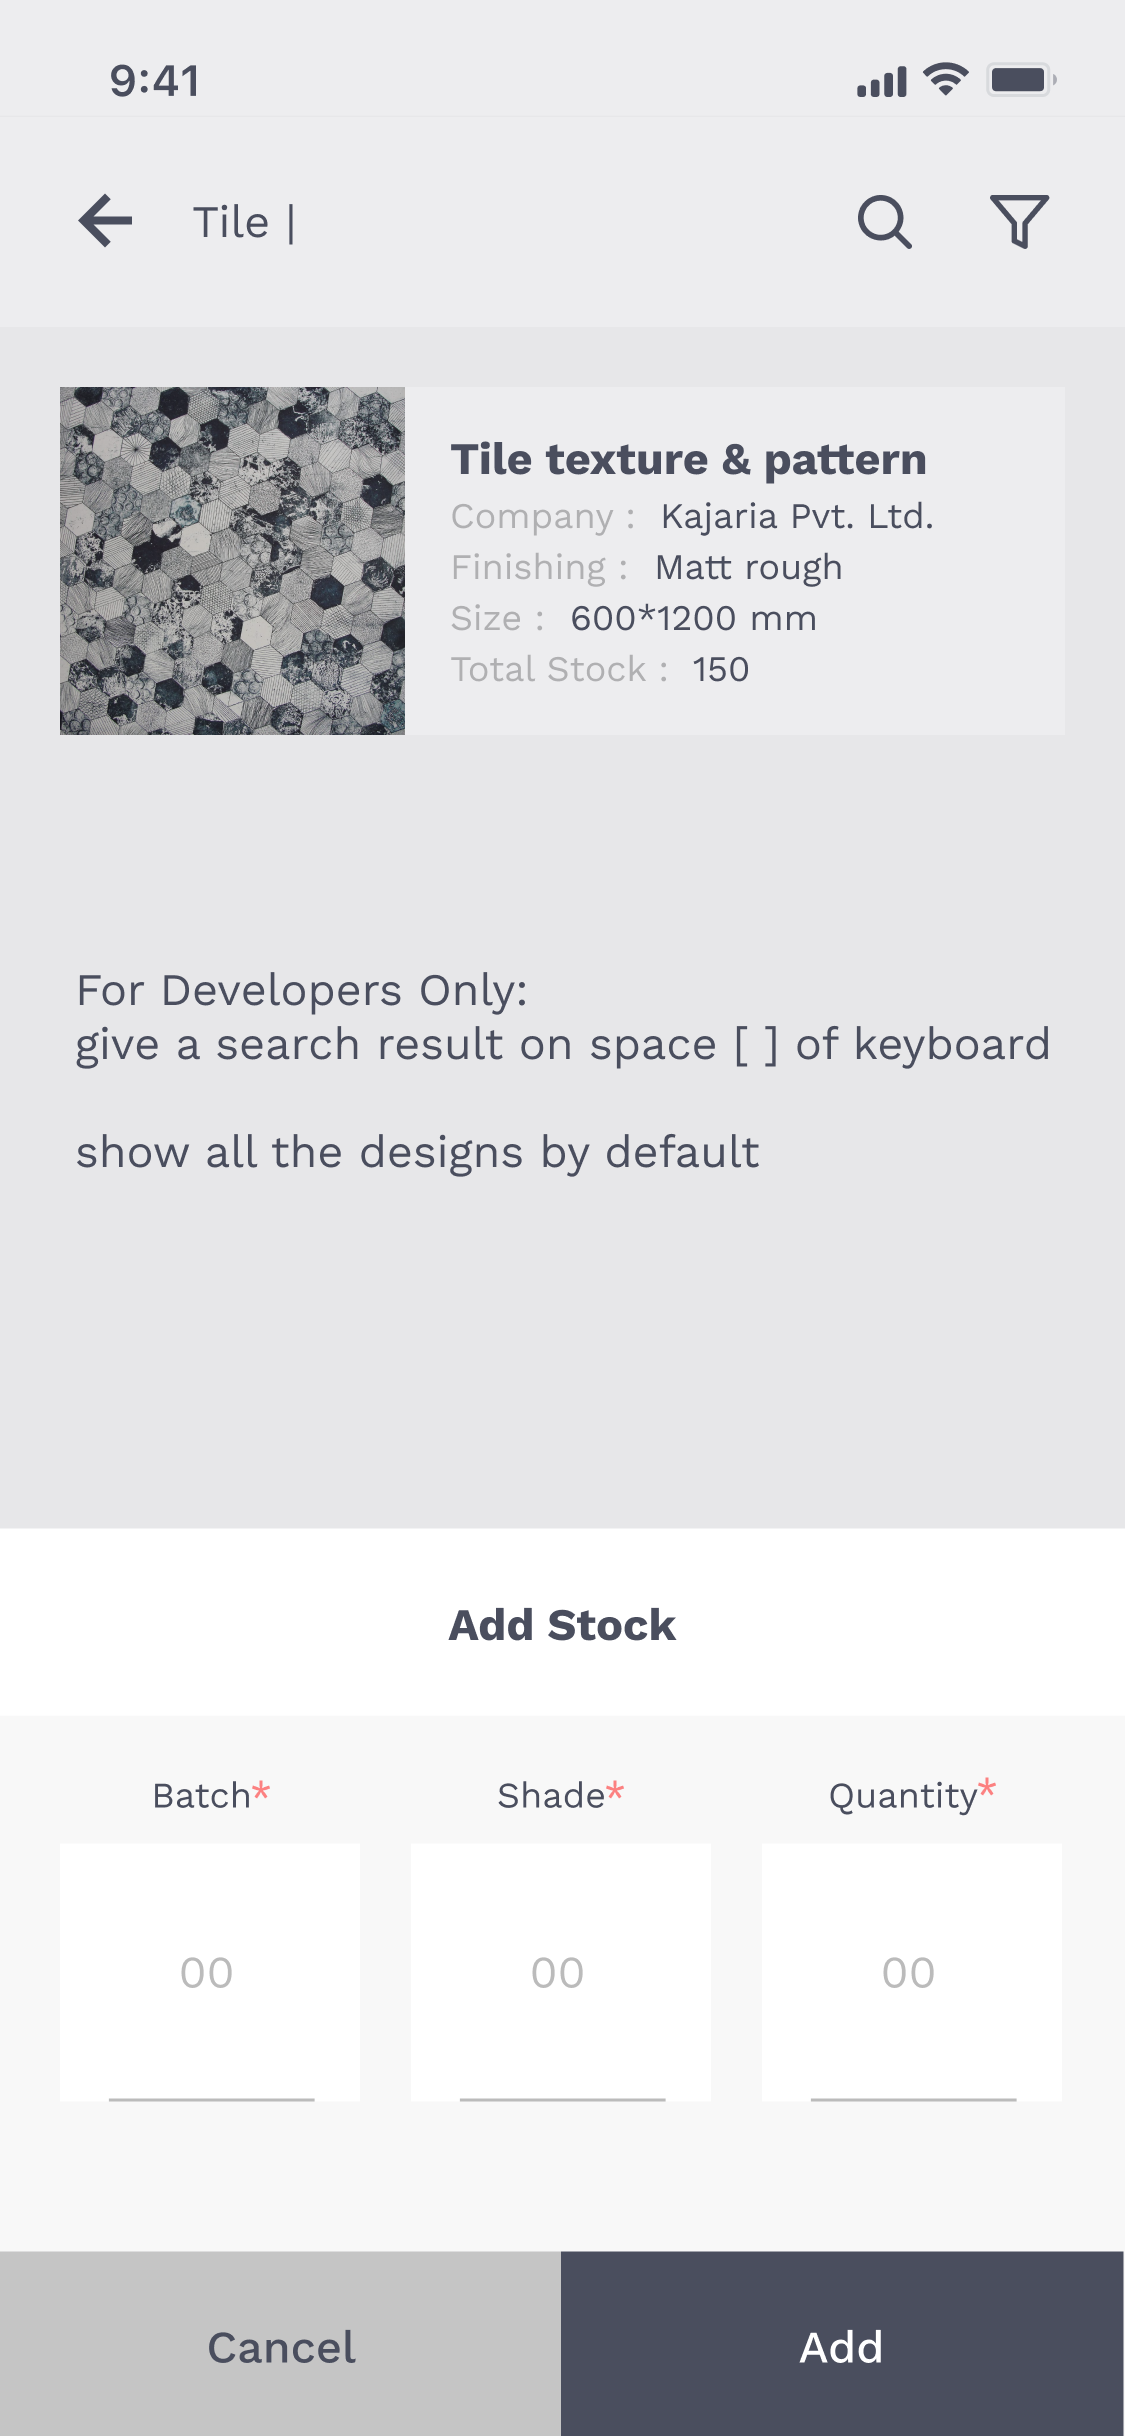 9:41
Tile |
Tile texture & pattern
Company : Kajaria Pvt. Ltd.
Finishing : Matt rough
Size : 600*1200 mm
Total Stock : 150
For Developers Only:
give a search result on space [ ] of keyboard
show all the designs by default
Add Stock
Batch* Shade* Quantity*
00 00 00
Cancel Add